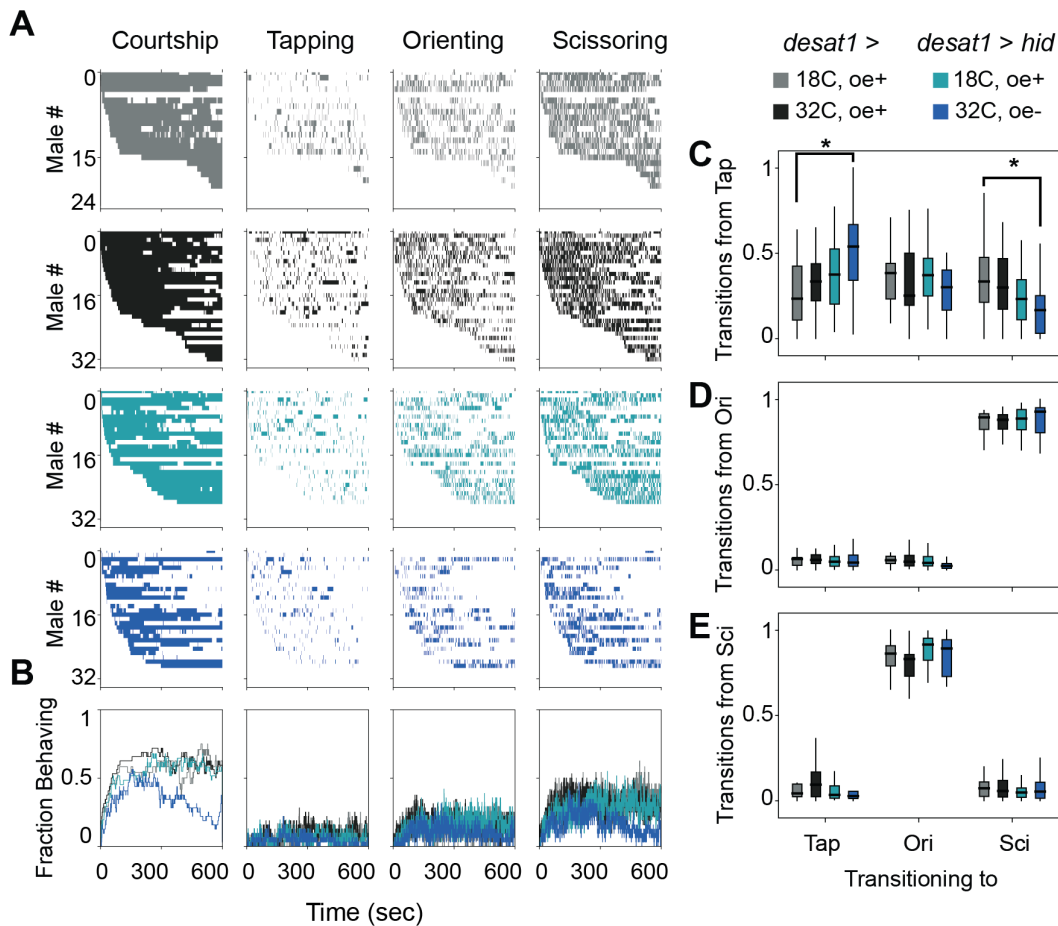 A
Courtship
Tapping
Orienting
Scissoring
desat1 >
desat1 > hid
18C, oe+
18C, oe+
32C, oe+
32C, oe-
0
Male #
15
24
0
Male #
16
32
0
Male #
16
32
0
Male #
16
32
B
1
Fraction Behaving
0.5
0
0 300 600
0 300 600
0 300 600
0 300 600
Time (sec)
C
Transitions from Tap
1
0.5
0
*
*
D
Transitions from Ori
1
0.5
0
E
Transitions from Sci
1
0.5
0
Tap
Ori
Sci
Transitioning to